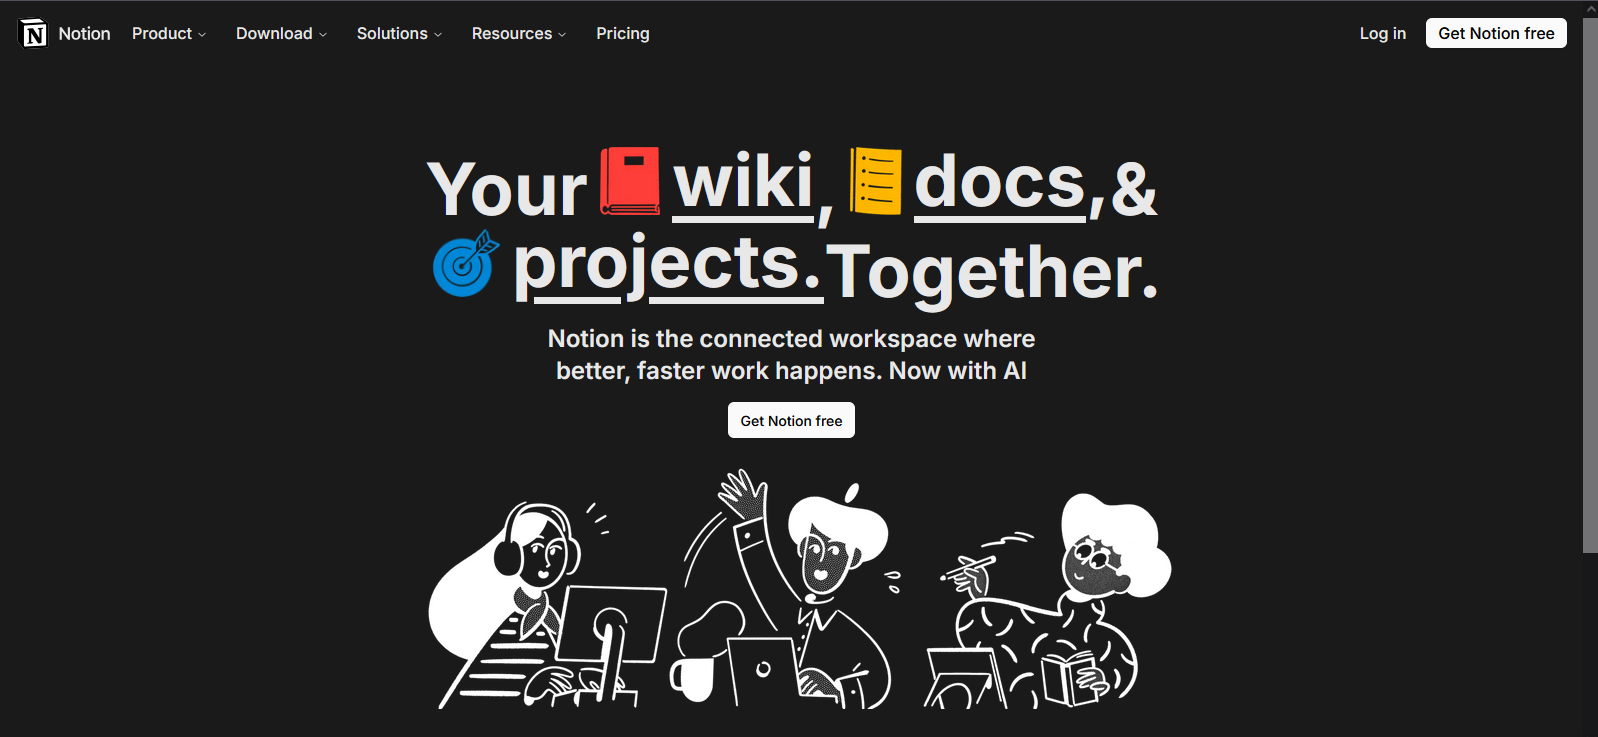 Notion Product Download Solutions Resources Pricing Log in Get Notion free
Your wiki, docs,&
projects.Together.
Notion is the connected workspace where
better, faster work happens. Now with AI
Get Notion free